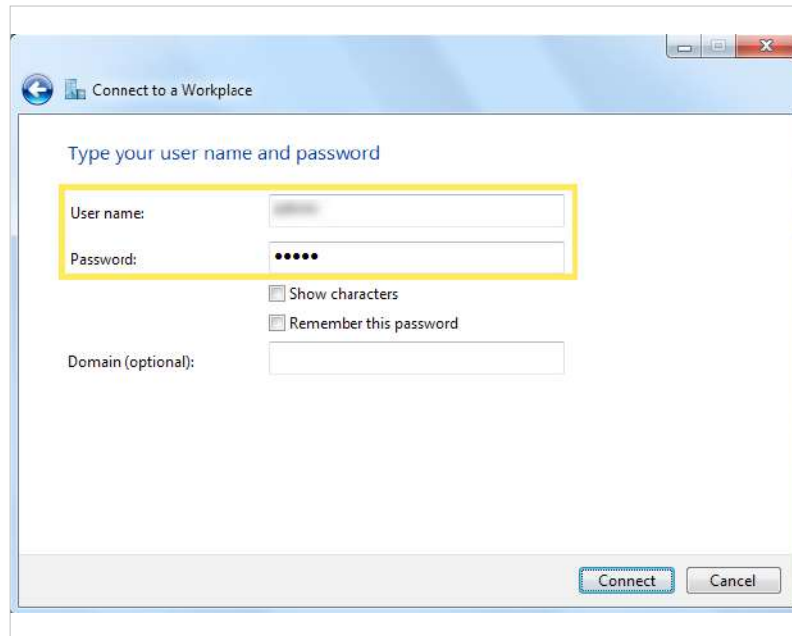 Connect to a Workplace
Type your user name and password
User name:
Password: •••••
Show characters
Remember this password
Domain (optional):
Connect Cancel